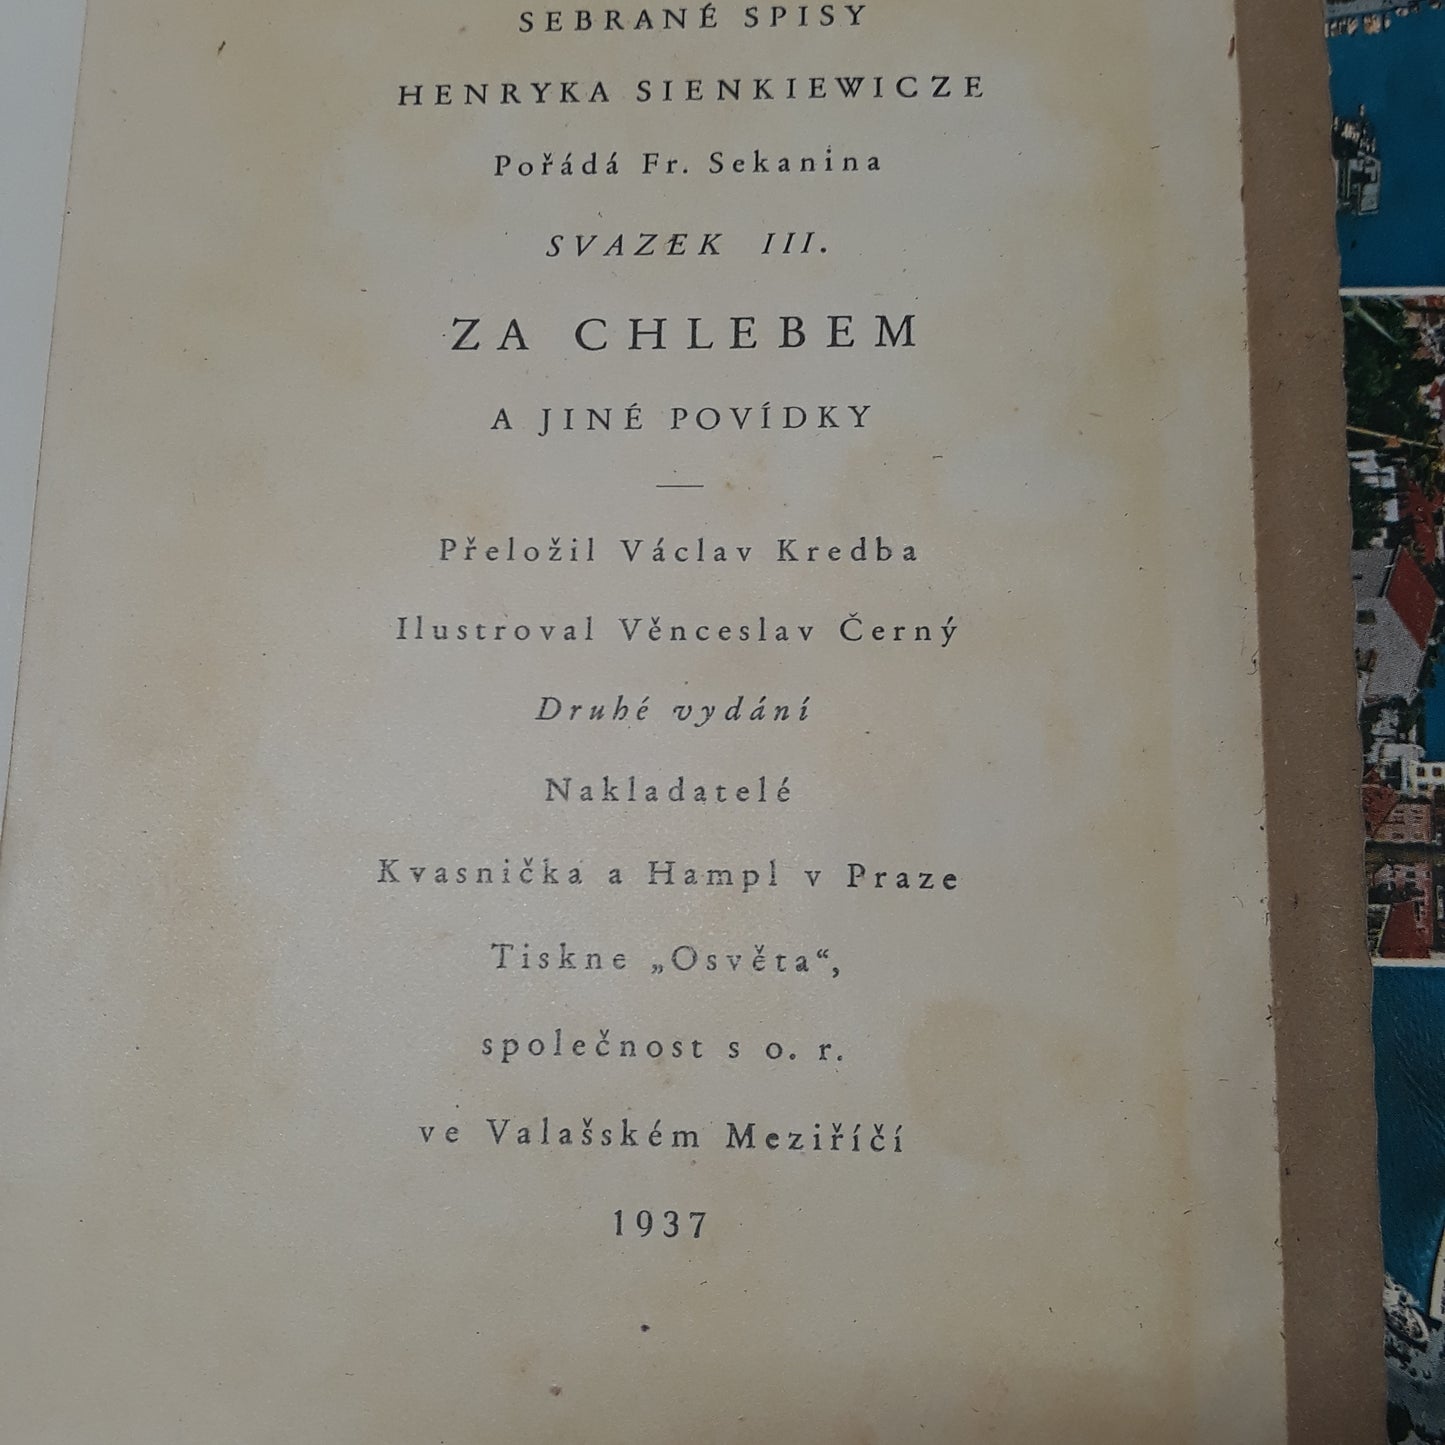 SEBRANÉ SPISY
HENRYKA SIENKIEWICZE
Pořádá Fr. Sekanina
SVAZEK III.
ZA CHLEBEM
A JINÉ POVÍDKY
Přeložil Václav Kredba
Ilustroval Věnceslav Černý
Druhé vydání
Nakladatelé
Kvasnička a Hampl v Praze
Tiskne „Osvěta“,
společnost s o. r.
ve Valašském Meziříčí
1937